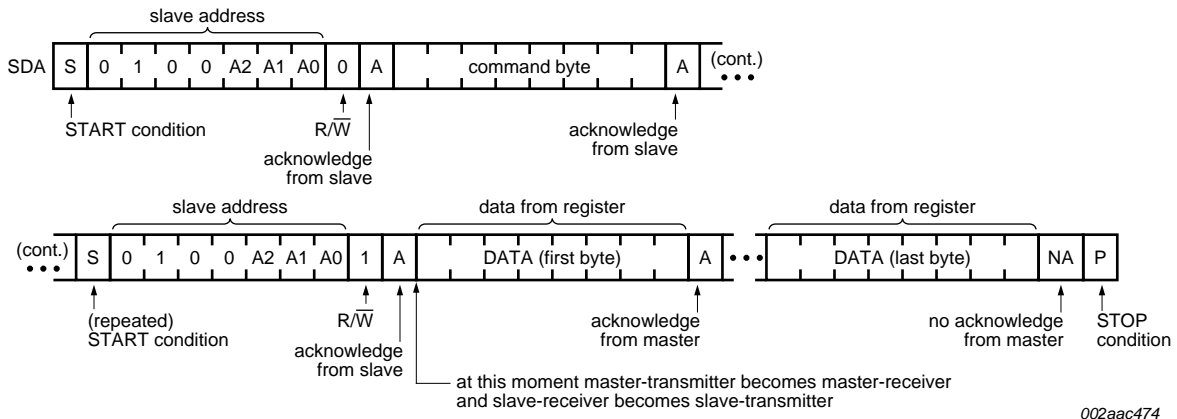 slave address
SDA S 0 1 0 0 A2 A1 A0 0 A command byte A (cont.)
START condition R/W̅ acknowledge from slave acknowledge from slave
slave address data from register data from register
(cont.) S 0 1 0 0 A2 A1 A0 1 A DATA (first byte) A DATA (last byte) NA P
(repeated) START condition R/W̅ acknowledge from slave acknowledge from master no acknowledge from master STOP condition
at this moment master-transmitter becomes master-receiver
and slave-receiver becomes slave-transmitter
002aac474